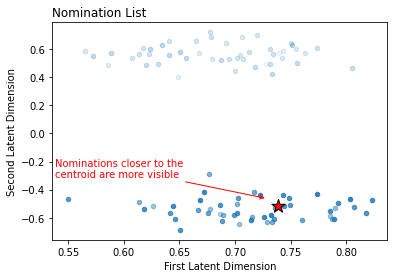 Nomination List
Second Latent Dimension
0.6
0.4
0.2
0.0
−0.2
−0.4
−0.6
Nominations closer to the
centroid are more visible
0.55 0.60 0.65 0.70 0.75 0.80
First Latent Dimension